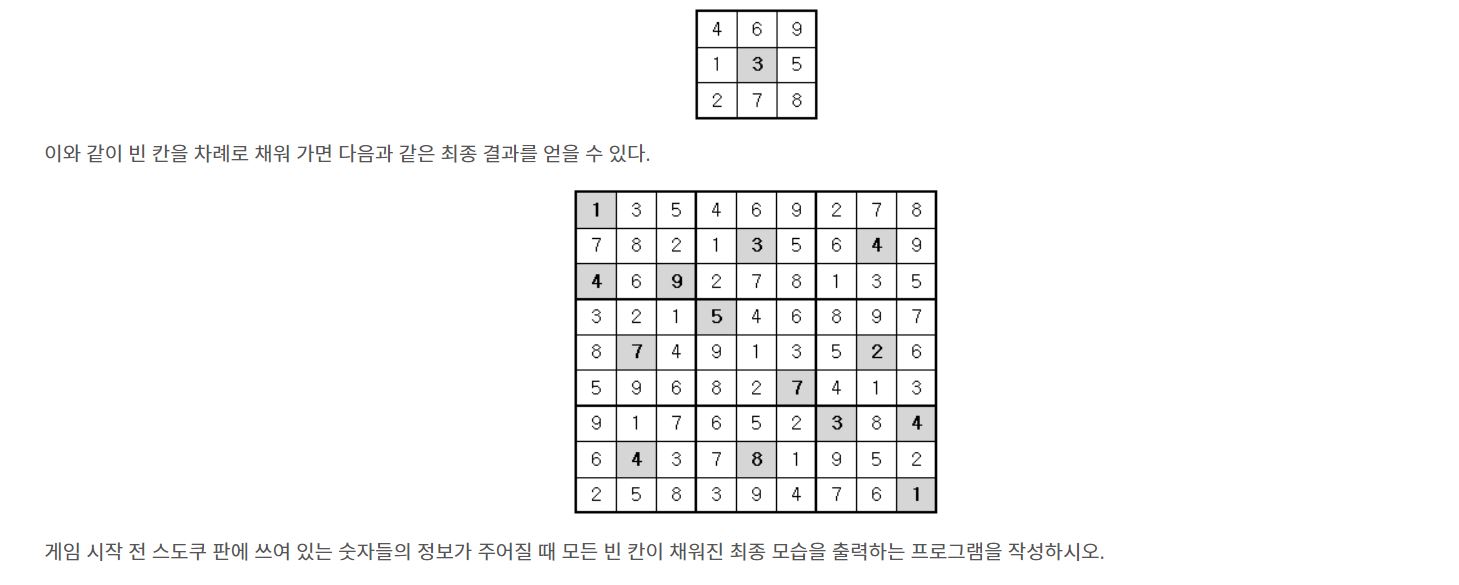 4 6 9
1 3 5
2 7 8
이와 같이 빈 칸을 차례로 채워 가면 다음과 같은 최종 결과를 얻을 수 있다.
1 3 5 4 6 9 2 7 8
7 8 2 1 3 5 6 4 9
4 6 9 2 7 8 1 3 5
3 2 1 5 4 6 8 9 7
8 7 4 9 1 3 5 2 6
5 9 6 8 2 7 4 1 3
9 1 7 6 5 2 3 8 4
6 4 3 7 8 1 9 5 2
2 5 8 3 9 4 7 6 1
게임 시작 전 스도쿠 판에 쓰여 있는 숫자들의 정보가 주어질 때 모든 빈 칸이 채워진 최종 모습을 출력하는 프로그램을 작성하시오.